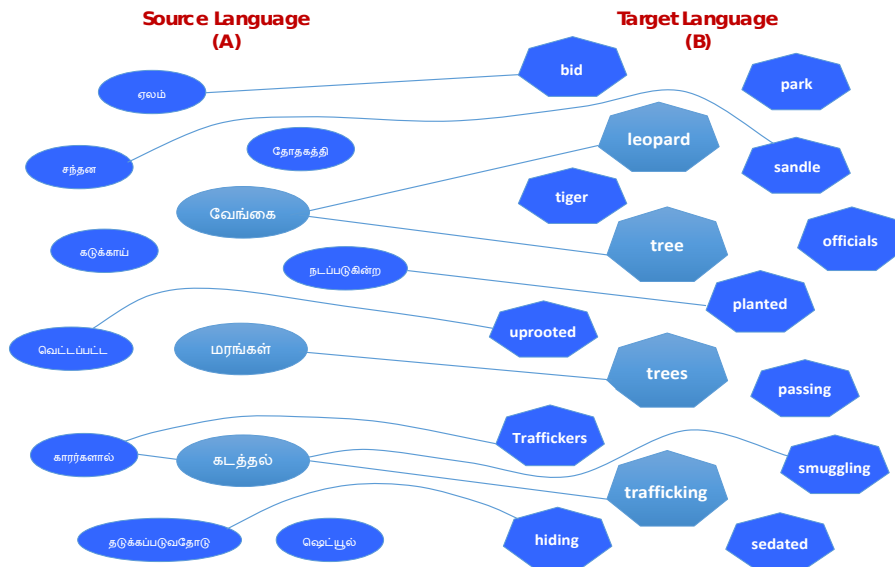 Source Language
(A)
Target Language
(B)
ஏலம்
bid
park
சந்தன
தோதகத்தி
leopard
sandle
வேங்கை
tiger
tree
officials
கடுக்காய்
நடப்படுகின்ற
planted
வெட்டப்பட்ட
மரங்கள்
uprooted
trees
passing
காரர்களால்
கடத்தல்
Traffickers
trafficking
smuggling
தடுக்கப்படுவதோடு
ஷெட்யூல்
hiding
sedated